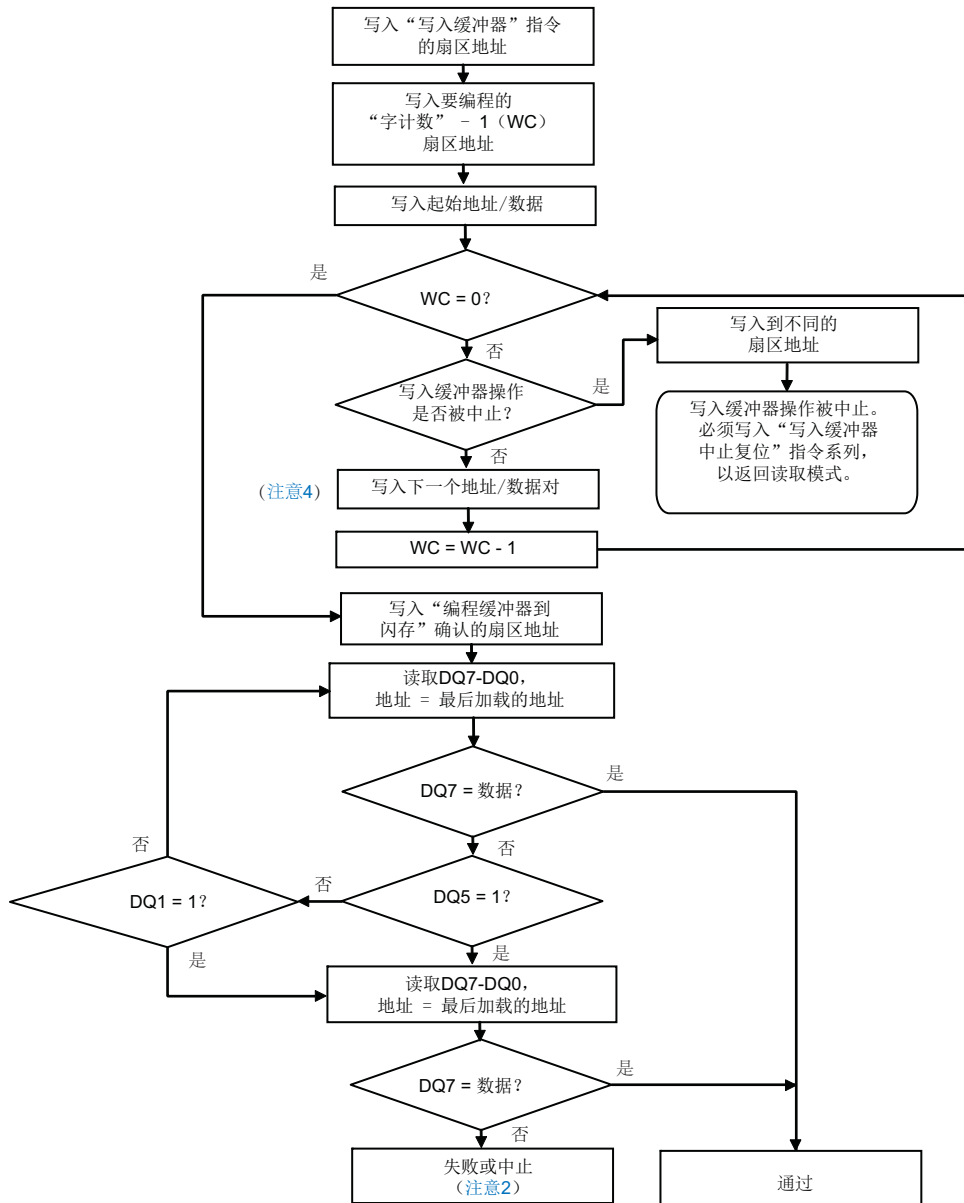 写入“写入缓冲器”指令
的扇区地址
写入要编程的
“字计数” - 1（WC）
扇区地址
写入起始地址/数据
是
WC = 0？
否
写入到不同的
扇区地址
写入缓冲器操作
是否被中止？
是
写入缓冲器操作被中止。
必须写入“写入缓冲器
中止复位”指令系列，
以返回读取模式。
否
（注意4）
写入下一个地址/数据对
WC = WC - 1
写入“编程缓冲器到
闪存”确认的扇区地址
读取DQ7-DQ0，
地址 = 最后加载的地址
DQ7 = 数据？
是
否
否
DQ1 = 1？
否
DQ5 = 1？
是
是
读取DQ7-DQ0，
地址 = 最后加载的地址
DQ7 = 数据？
是
否
失败或中止
（注意2）
通过